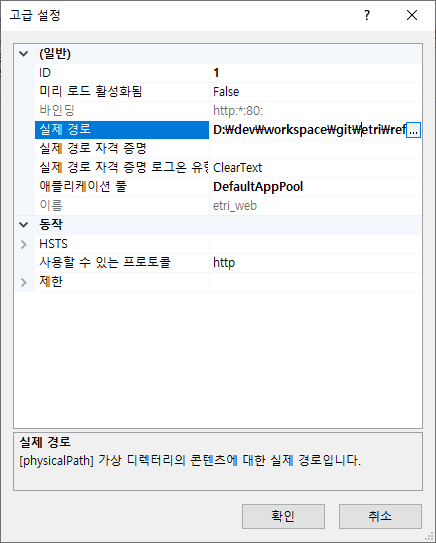 고급 설정
(일반)
ID 1
미리 로드 활성화됨 False
바인딩 http:*:80:
실제 경로 D:₩dev₩workspace₩git₩etri₩ref ...
실제 경로 자격 증명
실제 경로 자격 증명 로그온 유형 ClearText
애플리케이션 풀 DefaultAppPool
이름 etri_web
동작
HSTS
사용할 수 있는 프로토콜 http
제한
실제 경로
[physicalPath] 가상 디렉터리의 콘텐츠에 대한 실제 경로입니다.
확인 취소